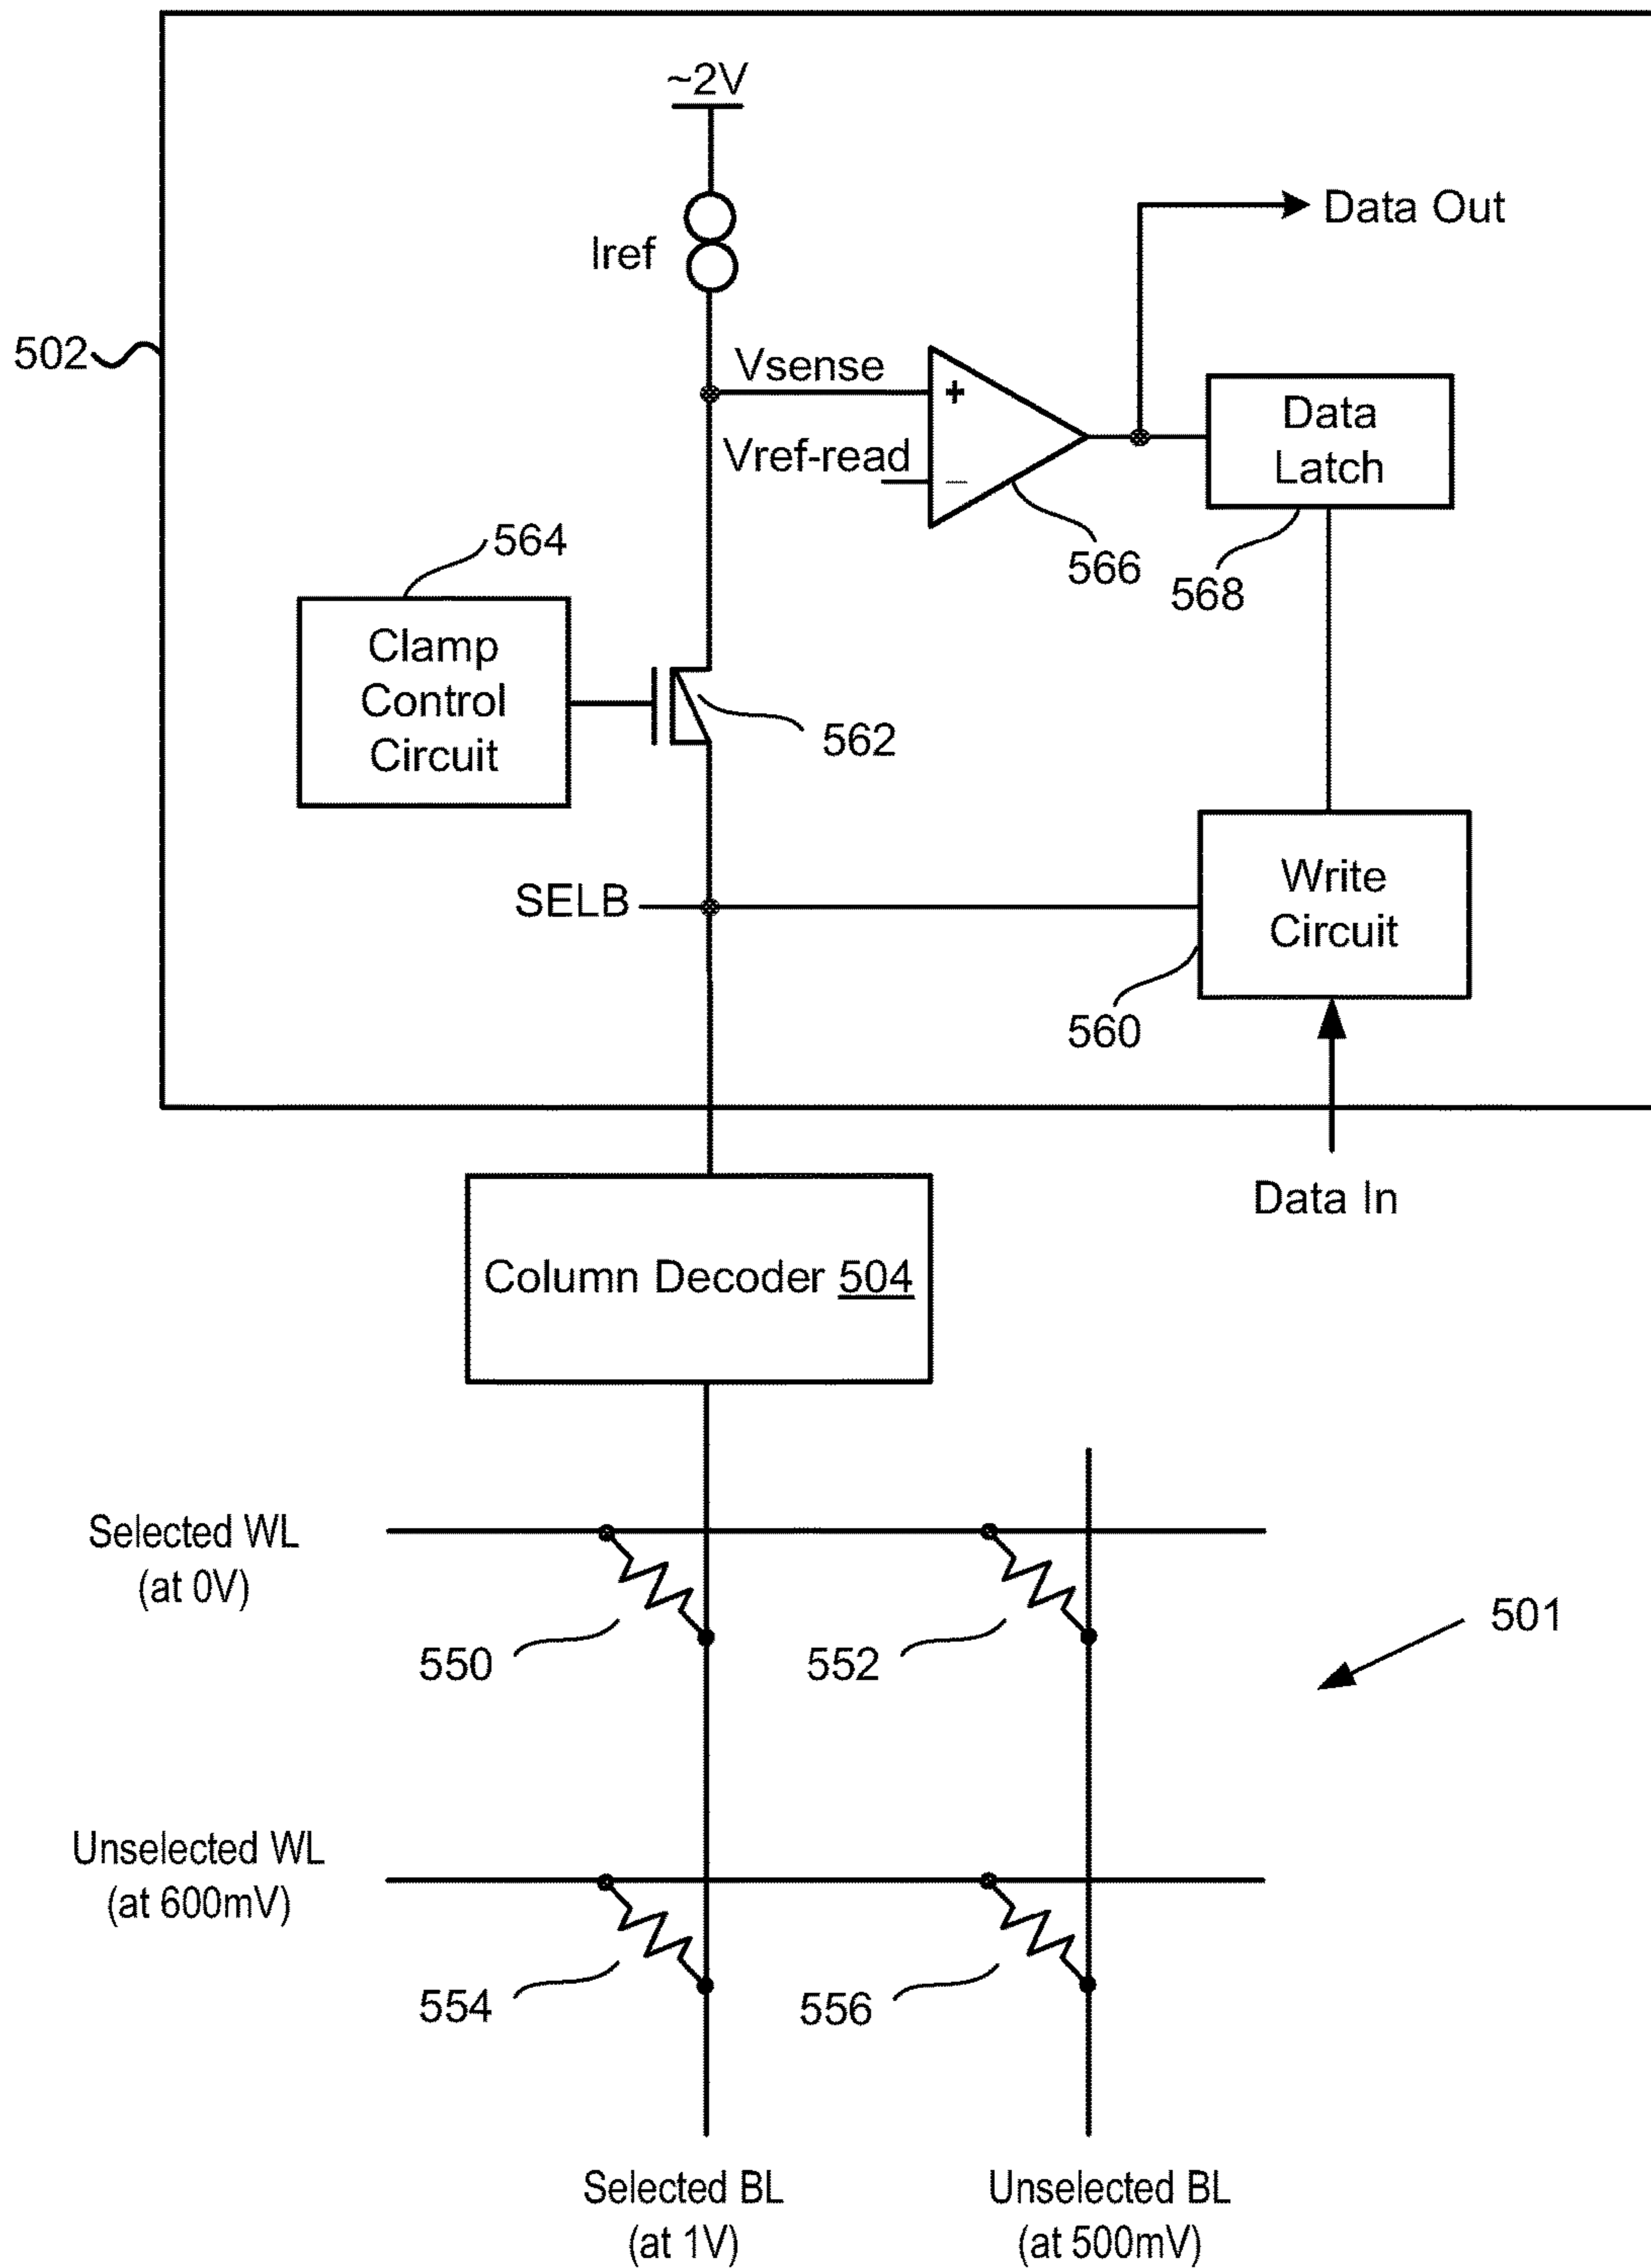 ~2V
Data Out
Iref
502
Vsense
+
Data
Latch
Vref-read
–
564
566
568
Clamp
Control
Circuit
562
SELB
Write
Circuit
560
Data In
Column Decoder 504
Selected WL
(at 0V)
550
552
501
Unselected WL
(at 600mV)
554
556
Selected BL
(at 1V)
Unselected BL
(at 500mV)